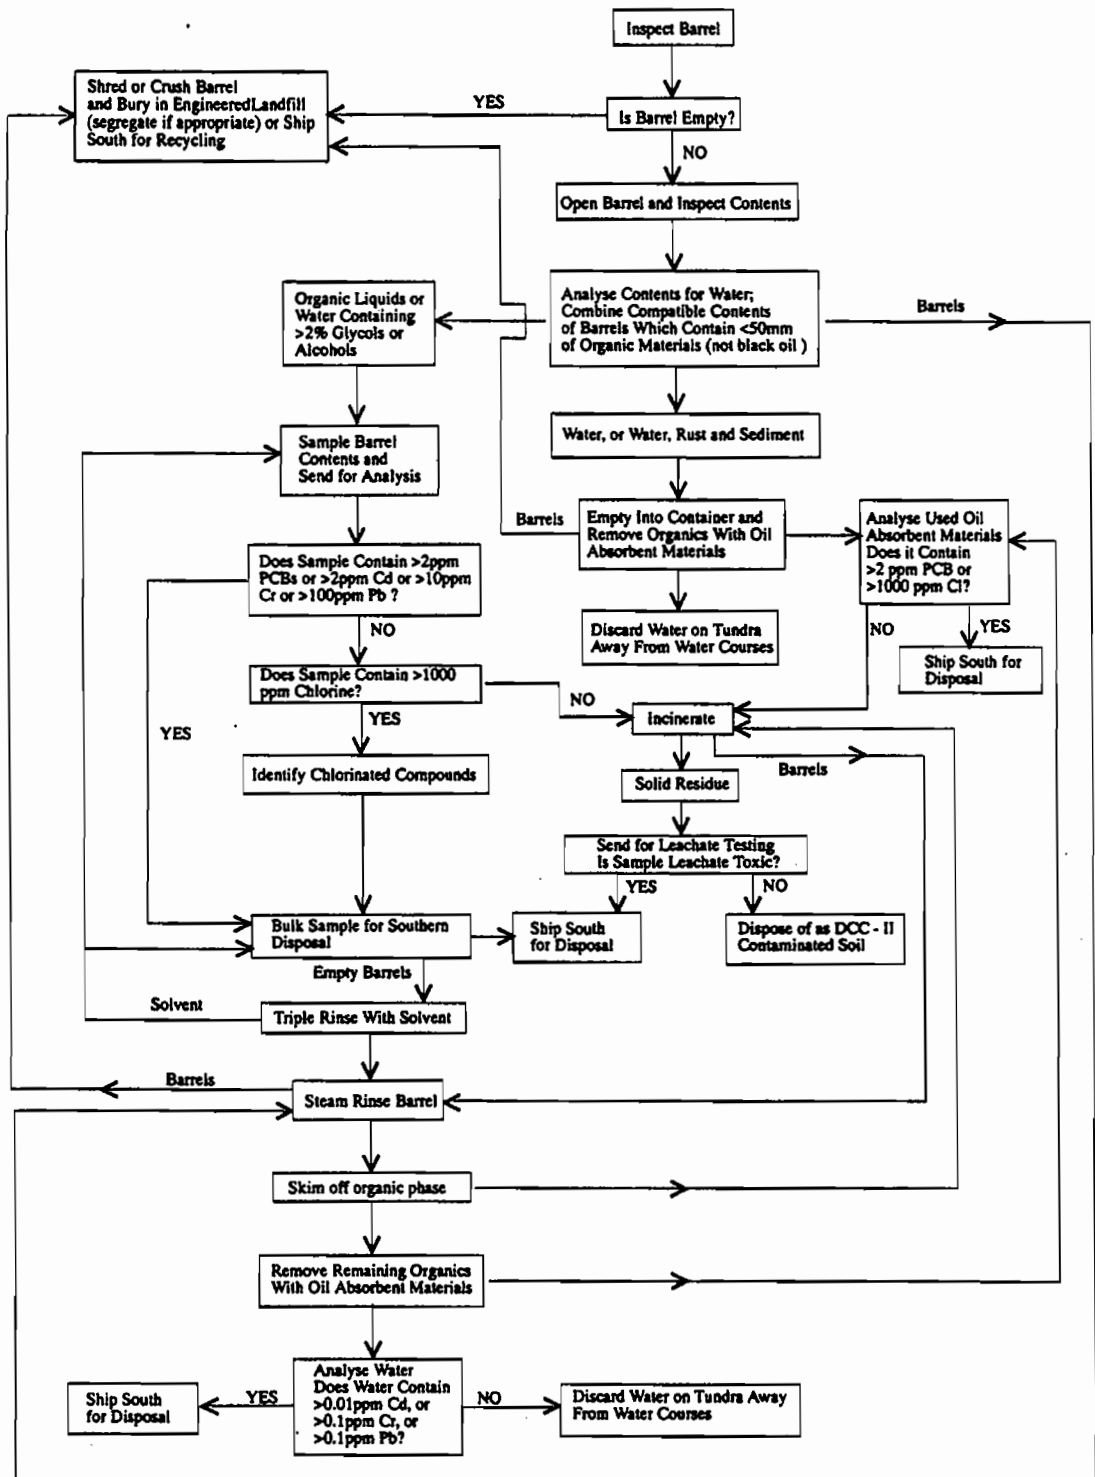 Inspect Barrel
Shred or Crush Barrel
and Bury in EngineeredLandfill
(segregate if appropriate) or Ship
South for Recycling
YES
Is Barrel Empty?
NO
Open Barrel and Inspect Contents
Organic Liquids or
Water Containing
>2% Glycols or
Alcohols
Analyse Contents for Water;
Combine Compatible Contents
of Barrels Which Contain <50mm
of Organic Materials (not black oil )
Barrels
Water, or Water, Rust and Sediment
Sample Barrel
Contents and
Send for Analysis
Barrels
Empty Into Container and
Remove Organics With Oil
Absorbent Materials
Analyse Used Oil
Absorbent Materials
Does it Contain
>2 ppm PCB or
>1000 ppm Cl?
Does Sample Contain >2ppm
PCBs or >2ppm Cd or >10ppm
Cr or >100ppm Pb ?
NO
Discard Water on Tundra
Away From Water Courses
NO
YES
Ship South for
Disposal
Does Sample Contain >1000
ppm Chlorine?
NO
YES
YES
Incinerate
Barrels
Identify Chlorinated Compounds
Solid Residue
Send for Leachate Testing
Is Sample Leachate Toxic?
YES
NO
Bulk Sample for Southern
Disposal
Ship South
for Disposal
Dispose of as DCC - II
Contaminated Soil
Empty Barrels
Solvent
Triple Rinse With Solvent
Barrels
Steam Rinse Barrel
Skim off organic phase
Remove Remaining Organics
With Oil Absorbent Materials
Analyse Water
Does Water Contain
>0.01ppm Cd, or
>0.1ppm Cr, or
>0.1ppm Pb?
YES
Ship South
for Disposal
NO
Discard Water on Tundra Away
From Water Courses